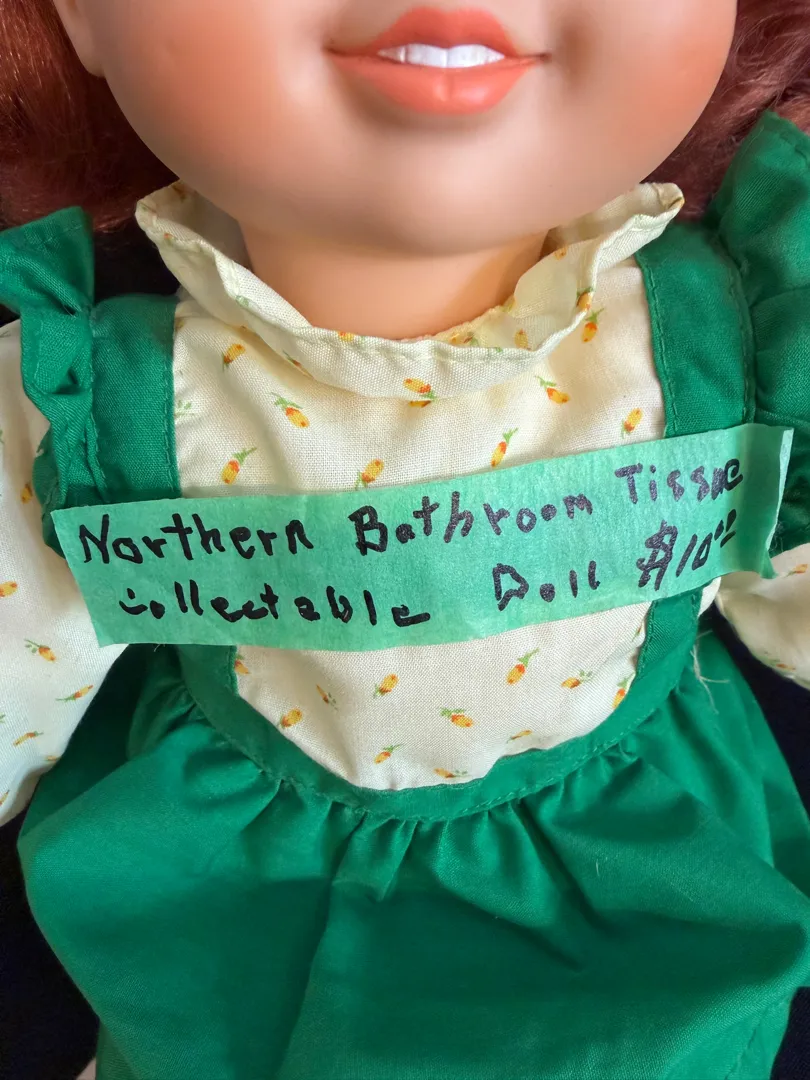 Northern Bathroom Tissue
collectable Doll $10.00